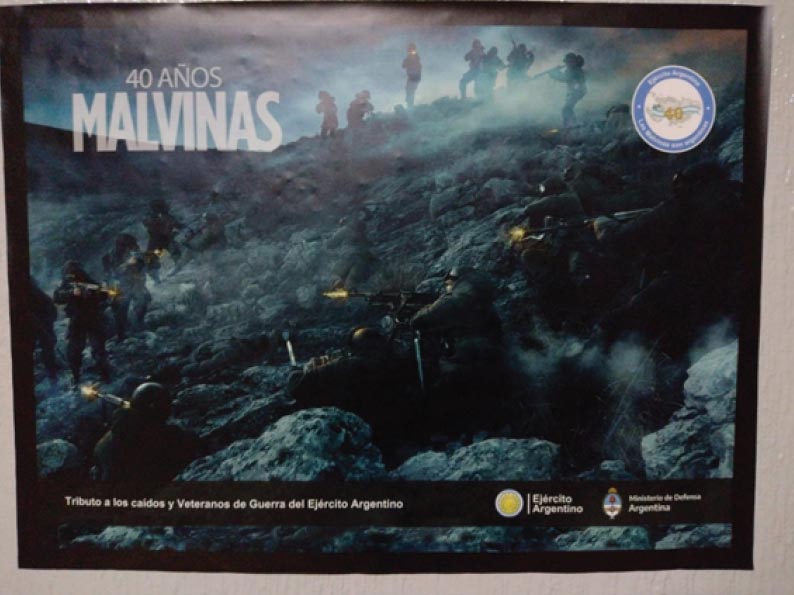 40 AÑOS
MALVINAS
Ejército Argentino
40
Las Malvinas son argentinas
Tributo a los caidos y Veteranos de Guerra del Ejército Argentino
Ejército
Argentino
Ministerio de Defensa
Argentina